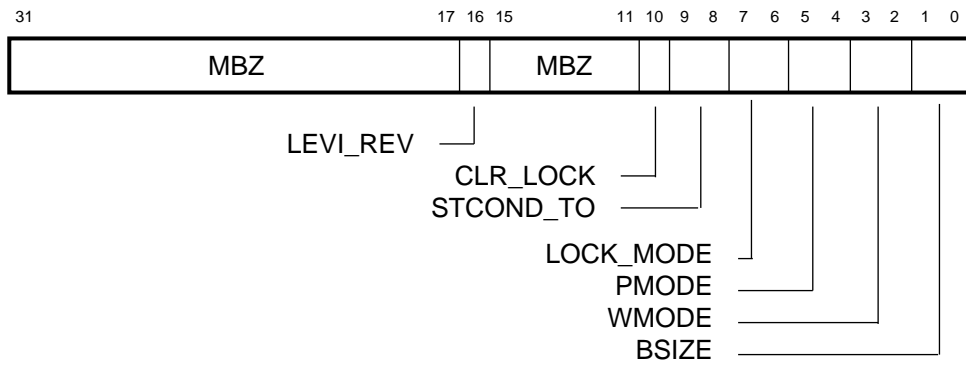 31 17 16 15 11 10 9 8 7 6 5 4 3 2 1 0
MBZ MBZ
LEVI_REV
CLR_LOCK
STCOND_TO
LOCK_MODE
PMODE
WMODE
BSIZE